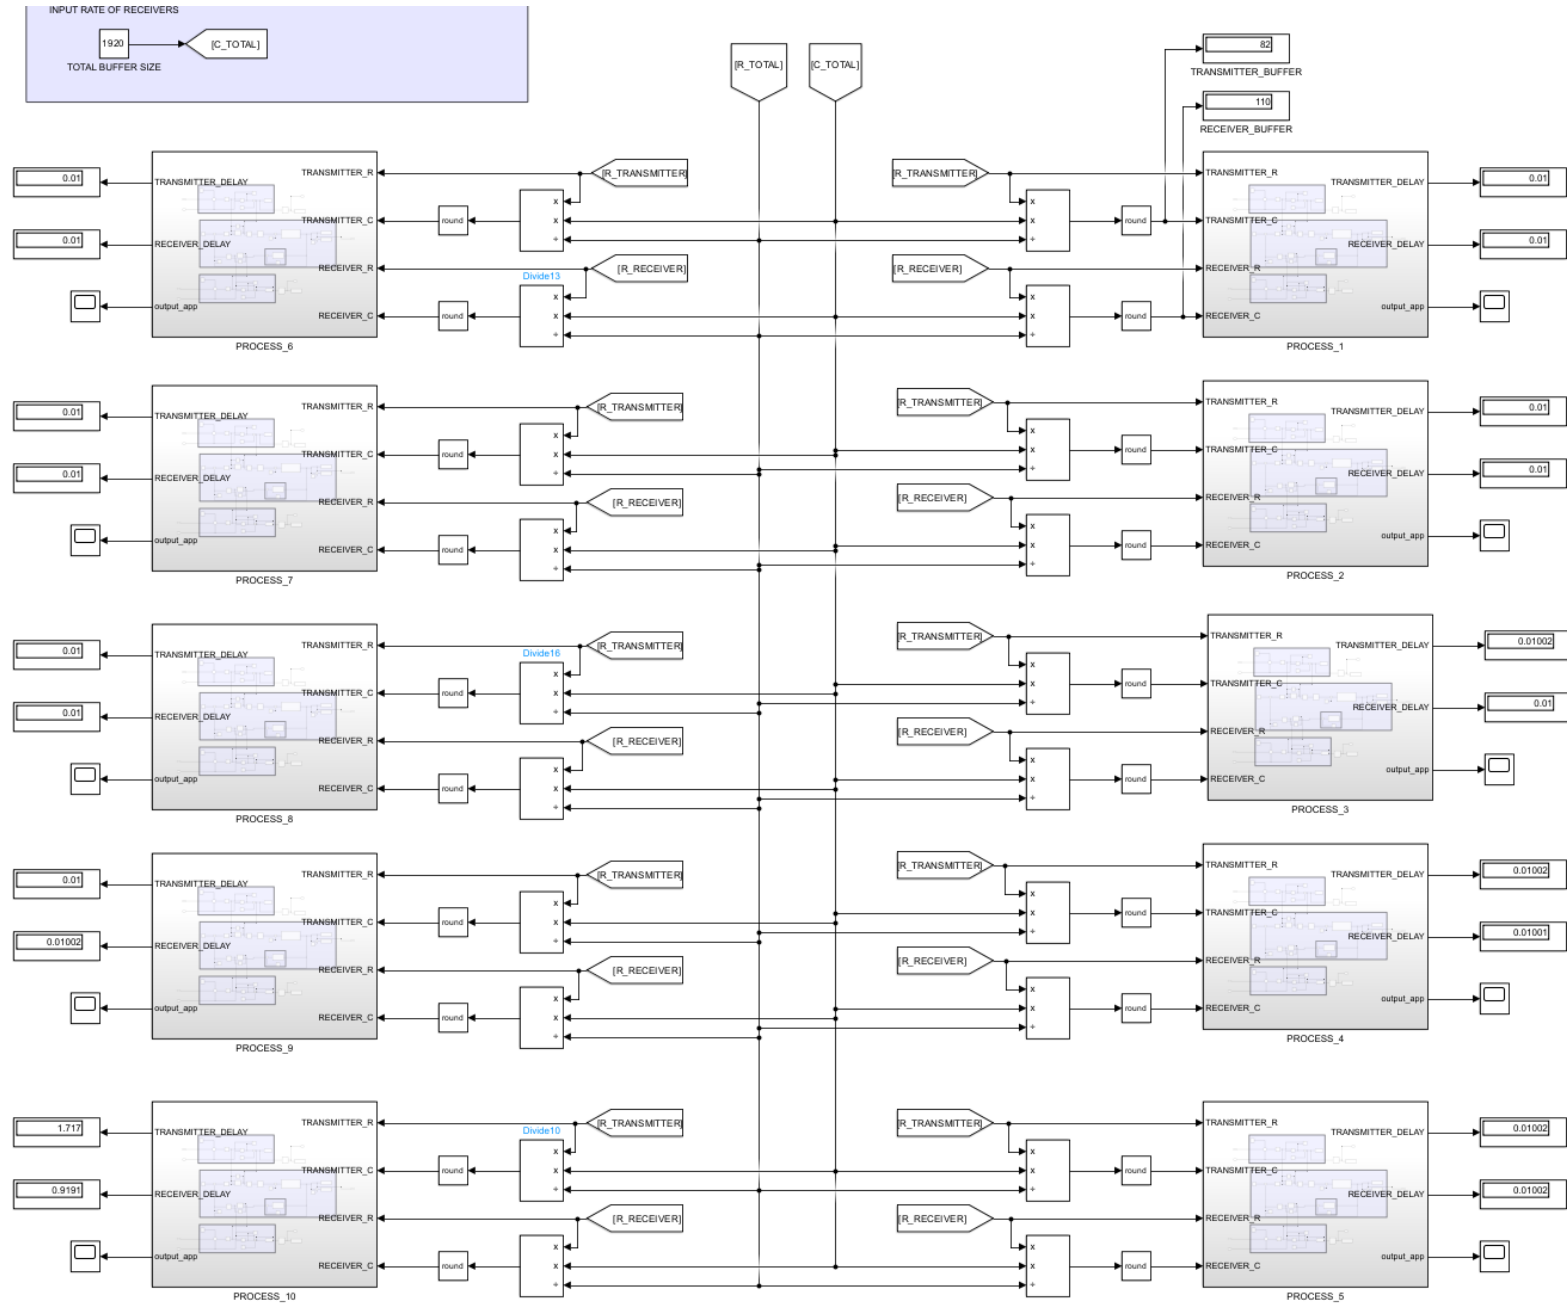 INPUT RATE OF RECEIVERS
1920
[C_TOTAL]
TOTAL BUFFER SIZE
[R_TOTAL]
[C_TOTAL]
82
TRANSMITTER_BUFFER
110
RECEIVER_BUFFER
0.01
TRANSMITTER_DELAY
TRANSMITTER_R
[R_TRANSMITTER]
x
x
÷
round
TRANSMITTER_C
0.01
RECEIVER_DELAY
RECEIVER_R
[R_RECEIVER]
Divide13
x
x
÷
round
RECEIVER_C
output_app
PROCESS_6
[R_TRANSMITTER]
TRANSMITTER_R
x
x
÷
round
TRANSMITTER_C
TRANSMITTER_DELAY
0.01
RECEIVER_DELAY
0.01
[R_RECEIVER]
RECEIVER_R
x
x
÷
round
RECEIVER_C
output_app
PROCESS_1
0.01
TRANSMITTER_DELAY
TRANSMITTER_R
[R_TRANSMITTER]
x
x
÷
round
TRANSMITTER_C
0.01
RECEIVER_DELAY
RECEIVER_R
[R_RECEIVER]
x
x
÷
round
RECEIVER_C
output_app
PROCESS_7
[R_TRANSMITTER]
TRANSMITTER_R
x
x
÷
round
TRANSMITTER_C
TRANSMITTER_DELAY
0.01
RECEIVER_DELAY
0.01
[R_RECEIVER]
RECEIVER_R
x
x
÷
round
RECEIVER_C
output_app
PROCESS_2
0.01
TRANSMITTER_DELAY
TRANSMITTER_R
[R_TRANSMITTER]
Divide16
x
x
÷
round
TRANSMITTER_C
0.01
RECEIVER_DELAY
RECEIVER_R
[R_RECEIVER]
x
x
÷
round
RECEIVER_C
output_app
PROCESS_8
[R_TRANSMITTER]
TRANSMITTER_R
x
x
÷
round
TRANSMITTER_C
TRANSMITTER_DELAY
0.01002
RECEIVER_DELAY
0.01
[R_RECEIVER]
RECEIVER_R
x
x
÷
round
RECEIVER_C
output_app
PROCESS_3
0.01
TRANSMITTER_DELAY
TRANSMITTER_R
[R_TRANSMITTER]
x
x
÷
round
TRANSMITTER_C
0.01002
RECEIVER_DELAY
RECEIVER_R
[R_RECEIVER]
x
x
÷
round
RECEIVER_C
output_app
PROCESS_9
[R_TRANSMITTER]
TRANSMITTER_R
x
x
÷
round
TRANSMITTER_C
TRANSMITTER_DELAY
0.01002
RECEIVER_DELAY
0.01001
[R_RECEIVER]
RECEIVER_R
x
x
÷
round
RECEIVER_C
output_app
PROCESS_4
1.717
TRANSMITTER_DELAY
TRANSMITTER_R
[R_TRANSMITTER]
Divide10
x
x
÷
round
TRANSMITTER_C
0.9191
RECEIVER_DELAY
RECEIVER_R
[R_RECEIVER]
x
x
÷
round
RECEIVER_C
output_app
PROCESS_10
[R_TRANSMITTER]
TRANSMITTER_R
x
x
÷
round
TRANSMITTER_C
TRANSMITTER_DELAY
0.01002
RECEIVER_DELAY
0.01002
[R_RECEIVER]
RECEIVER_R
x
x
÷
round
RECEIVER_C
output_app
PROCESS_5